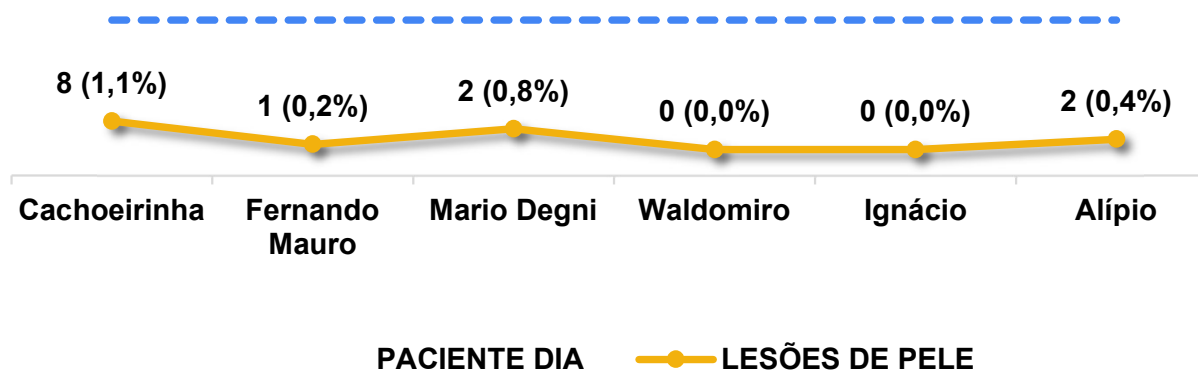 8 (1,1%)
1 (0,2%)
2 (0,8%)
0 (0,0%)
0 (0,0%)
2 (0,4%)
Cachoeirinha
Fernando
Mauro
Mario Degni
Waldomiro
Ignácio
Alípio
PACIENTE DIA
LESÕES DE PELE